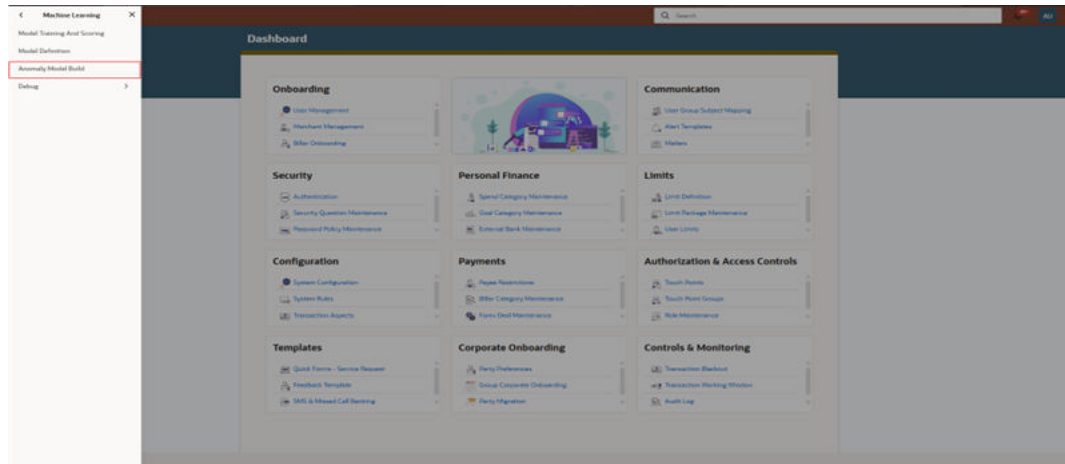 Machine Learning
Model Training And Scoring
Model Definition
Anomaly Model Build
Debug
Search
AU
Dashboard
Onboarding
User Management
Merchant Management
Biller Onboarding
Communication
User Group Subject Mapping
Alert Templates
Mailers
Security
Authentication
Security Question Maintenance
Password Policy Maintenance
Personal Finance
Spend Category Maintenance
Goal Category Maintenance
External Bank Maintenance
Limits
Limit Definition
Limit Package Maintenance
User Limits
Configuration
System Configuration
System Rules
Transaction Aspects
Payments
Payee Restrictions
Biller Category Maintenance
Forex Deal Maintenance
Authorization & Access Controls
Touch Points
Touch Point Groups
Role Maintenance
Templates
Quick Forms - Service Request
Feedback Template
SMS & Missed Call Banking
Corporate Onboarding
Party Preferences
Group Corporate Onboarding
Party Migration
Controls & Monitoring
Transaction Blackout
Transaction Working Window
Audit Log